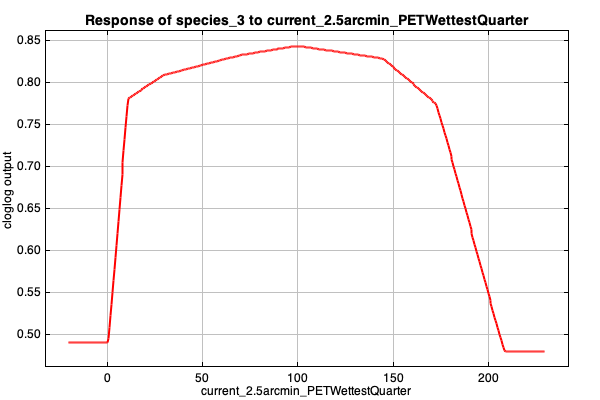 Response of species_3 to current_2.5arcmin_PETWettestQuarter
0.85
0.80
0.75
0.70
0.65
0.60
0.55
0.50
cloglog output
0 50 100 150 200
current_2.5arcmin_PETWettestQuarter